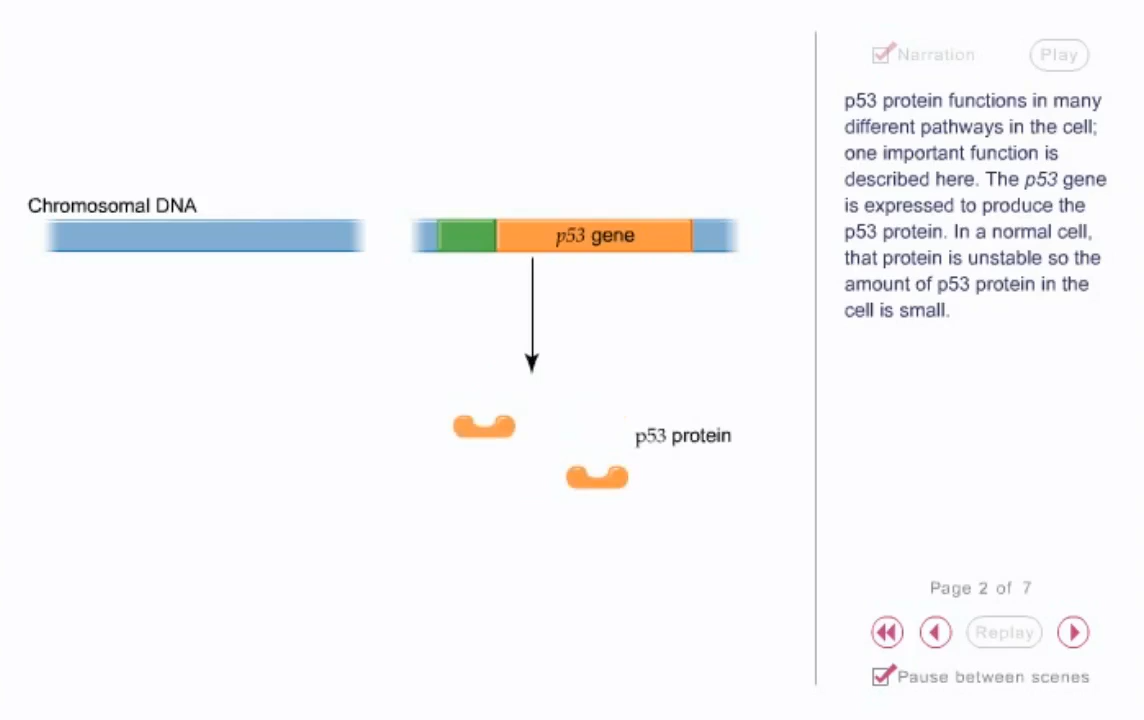 Narration
Play
p53 protein functions in many
different pathways in the cell;
one important function is
described here. The p53 gene
is expressed to produce the
p53 protein. In a normal cell,
that protein is unstable so the
amount of p53 protein in the
cell is small.
Chromosomal DNA
p53 gene
p53 protein
Page 2 of 7
Replay
Pause between scenes